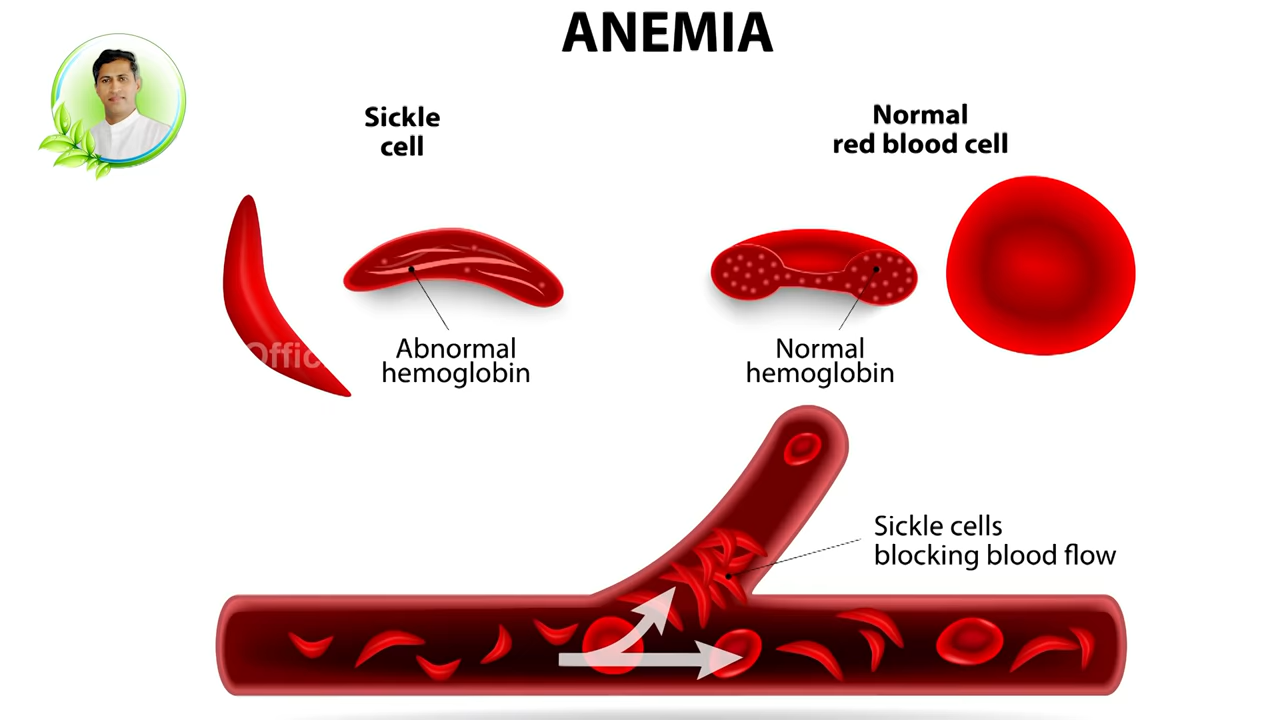 ANEMIA
Sickle
cell
Normal
red blood cell
Abnormal
hemoglobin
Normal
hemoglobin
Sickle cells
blocking blood flow